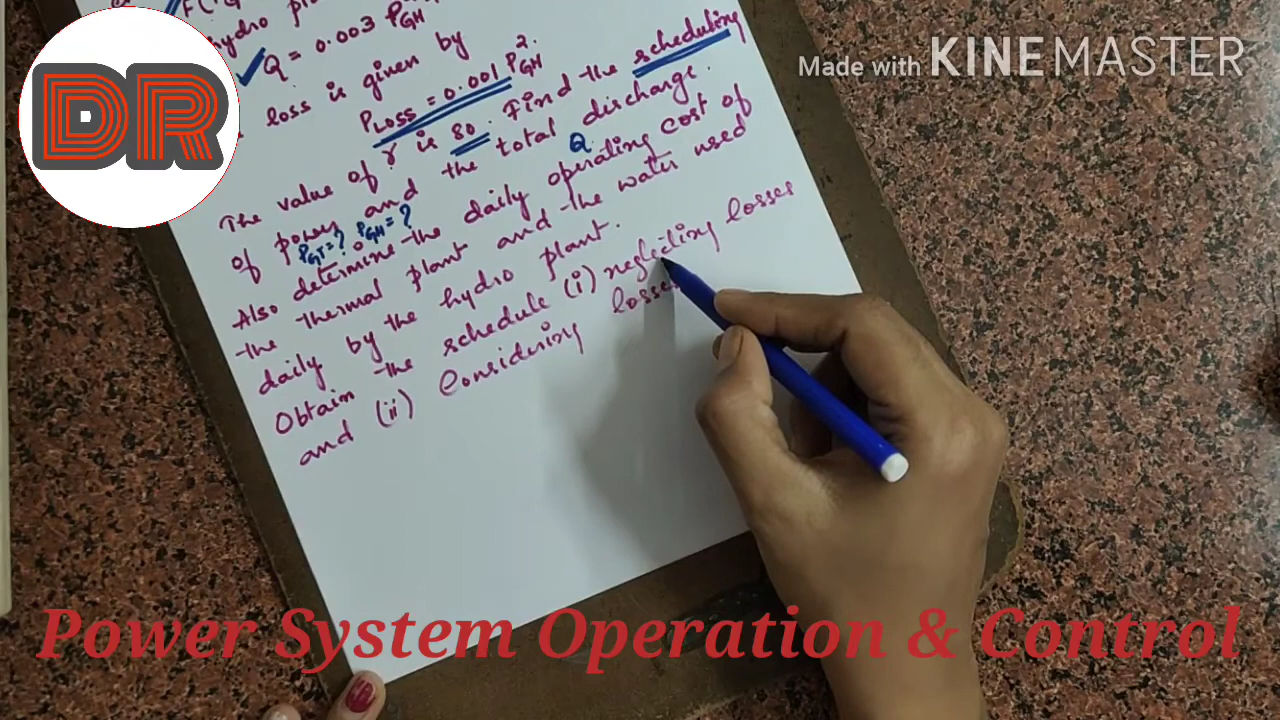 hydro plan
Q = 0.003 PGH
loss is given by
PLOSS = 0.001 P²GH.
The value of r is 80. Find the scheduling
of power and the total discharge.
PGT=? PGH=? Q
Also determine the daily operating cost of
the thermal plant and the water used
daily by the hydro plant.
Obtain the schedule (i) neglecting losses
and (ii) Considering losses
DR
Made with KINEMASTER
Power System Operation & Control